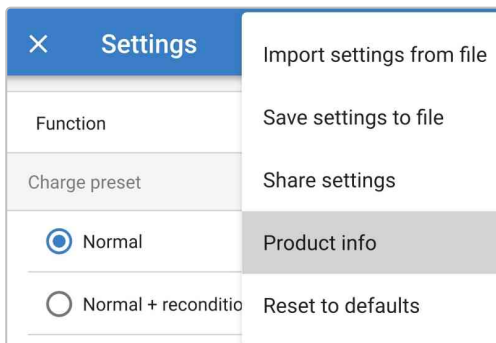 Settings
Function
Charge preset
Normal
Normal + reconditio
Import settings from file
Save settings to file
Share settings
Product info
Reset to defaults